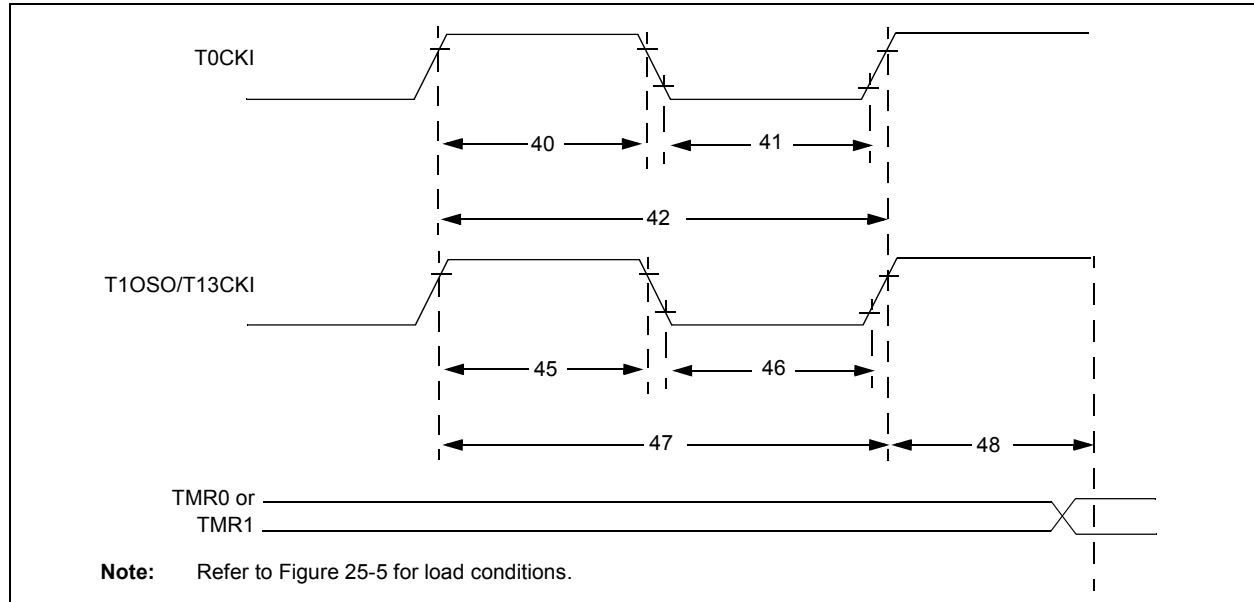 T0CKI
40
41
42
T1OSO/T13CKI
45
46
47
48
TMR0 or
TMR1
Note: Refer to Figure 25-5 for load conditions.